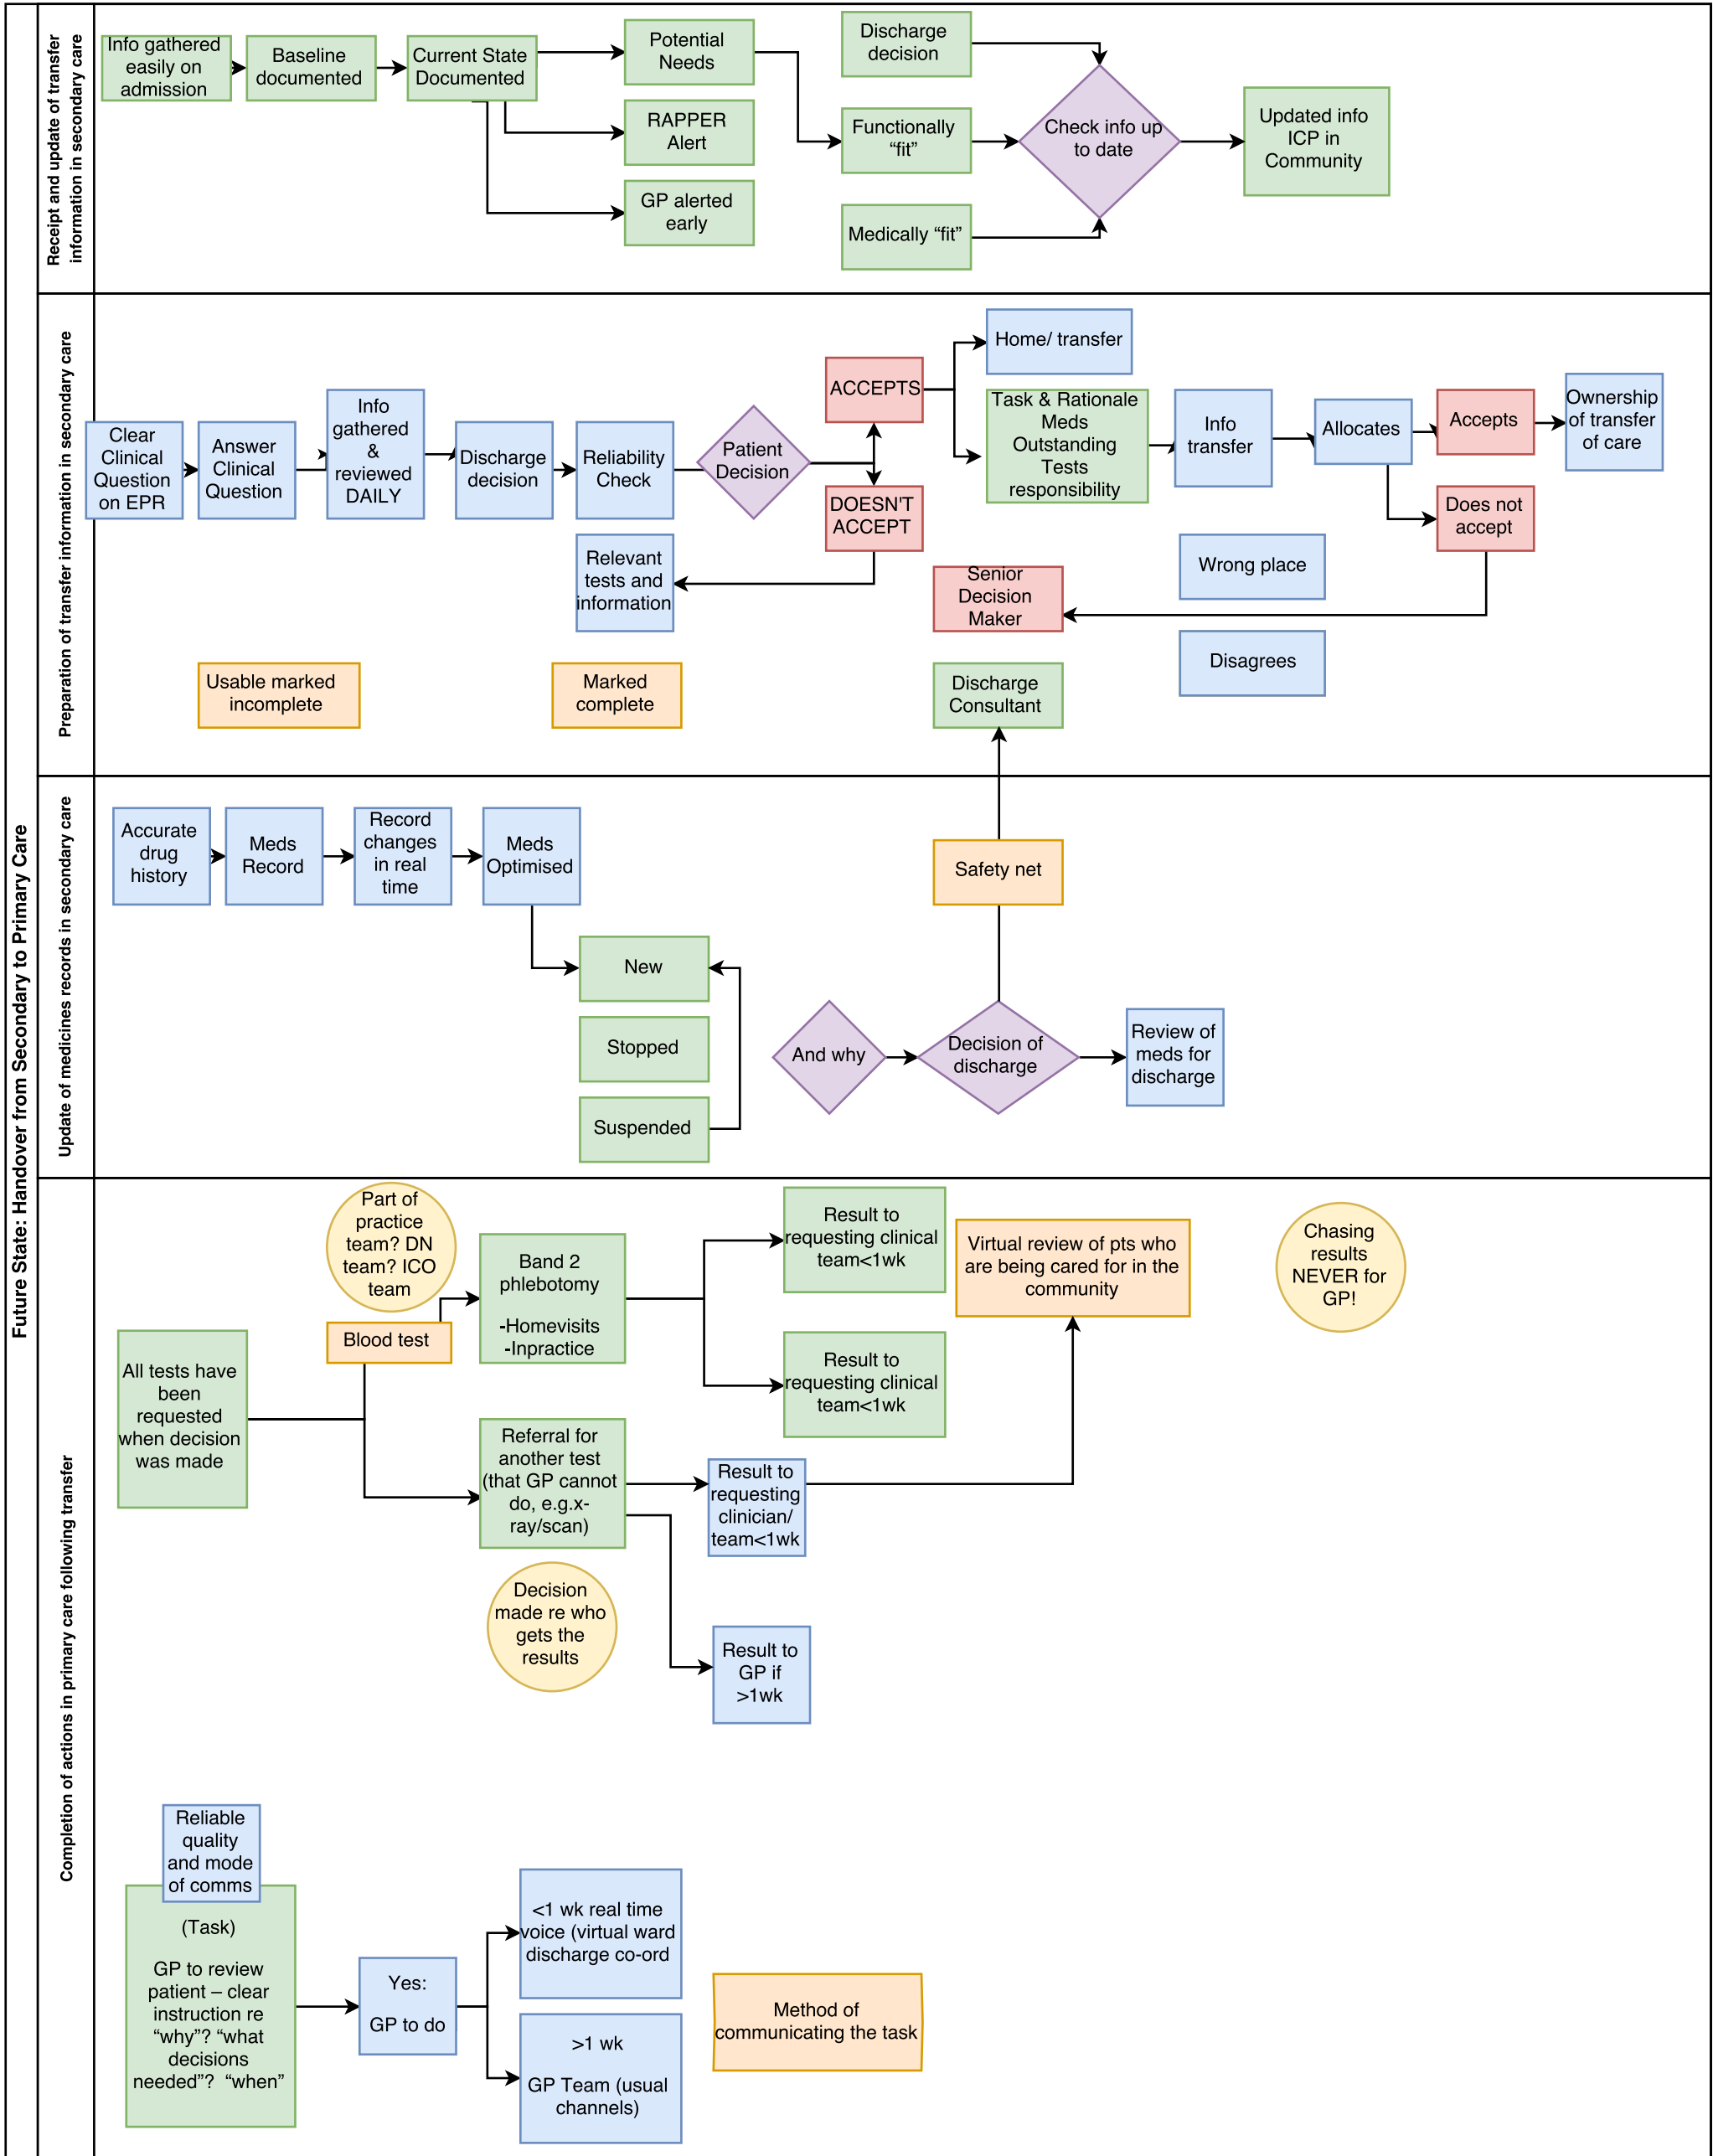 Future State: Handover from Secondary to Primary Care
Receipt and update of transfer
information in secondary care
Info gathered
easily on
admission
Baseline
documented
Current State
Documented
Potential
Needs
RAPPER
Alert
GP alerted
early
Discharge
decision
Functionally
“fit”
Medically “fit”
Check info up
to date
Updated info
ICP in
Community
Preparation of transfer information in secondary care
Clear
Clinical
Question
on EPR
Answer
Clinical
Question
Info
gathered
&
reviewed
DAILY
Discharge
decision
Reliability
Check
Relevant
tests and
information
Patient
Decision
ACCEPTS
DOESN'T
ACCEPT
Home/ transfer
Task & Rationale
Meds
Outstanding
Tests
responsibility
Info
transfer
Allocates
Accepts
Ownership
of transfer
of care
Does not
accept
Wrong place
Senior
Decision
Maker
Disagrees
Usable marked
incomplete
Marked
complete
Discharge
Consultant
Update of medicines records in secondary care
Accurate
drug
history
Meds
Record
Record
changes
in real
time
Meds
Optimised
New
Stopped
Suspended
Safety net
And why
Decision of
discharge
Review of
meds for
discharge
Completion of actions in primary care following transfer
Part of
practice
team? DN
team? ICO
team
Blood test
All tests have
been
requested
when decision
was made
Band 2
phlebotomy
-Homevisits
-Inpractice
Result to
requesting clinical
team<1wk
Result to
requesting clinical
team<1wk
Virtual review of pts who
are being cared for in the
community
Chasing
results
NEVER for
GP!
Referral for
another test
(that GP cannot
do, e.g.x-
ray/scan)
Result to
requesting
clinician/
team<1wk
Decision
made re who
gets the
results
Result to
GP if
>1wk
Reliable
quality
and mode
of comms
(Task)
GP to review
patient – clear
instruction re
“why”? “what
decisions
needed”? “when”
Yes:
GP to do
<1 wk real time
voice (virtual ward
discharge co-ord
>1 wk
GP Team (usual
channels)
Method of
communicating the task